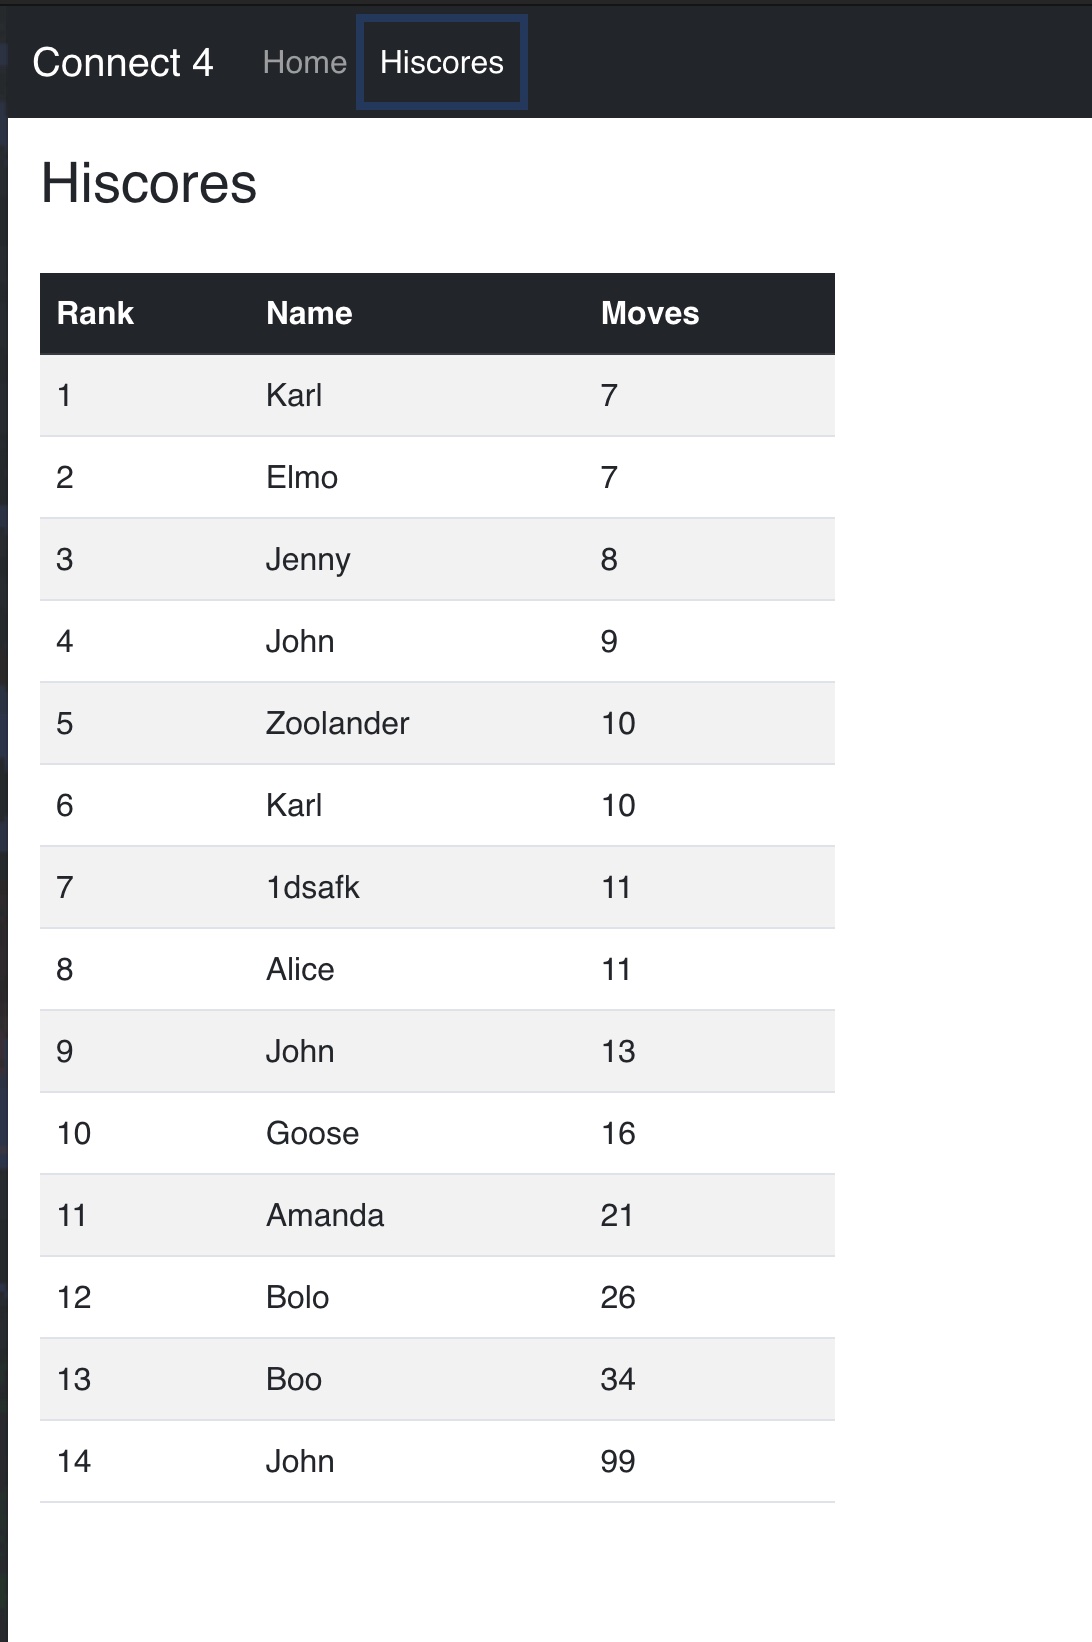 Connect 4 Home Hiscores
Hiscores
Rank Name Moves
1 Karl 7
2 Elmo 7
3 Jenny 8
4 John 9
5 Zoolander 10
6 Karl 10
7 1dsafk 11
8 Alice 11
9 John 13
10 Goose 16
11 Amanda 21
12 Bolo 26
13 Boo 34
14 John 99